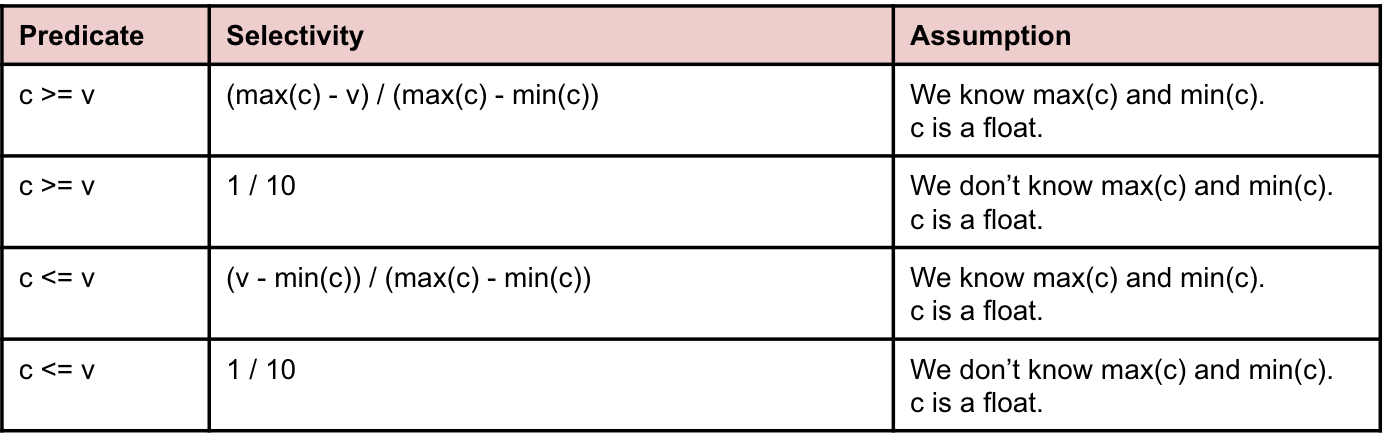 Predicate Selectivity Assumption
c >= v (max(c) - v) / (max(c) - min(c)) We know max(c) and min(c).
c is a float.
c >= v 1 / 10 We don’t know max(c) and min(c).
c is a float.
c <= v (v - min(c)) / (max(c) - min(c)) We know max(c) and min(c).
c is a float.
c <= v 1 / 10 We don’t know max(c) and min(c).
c is a float.